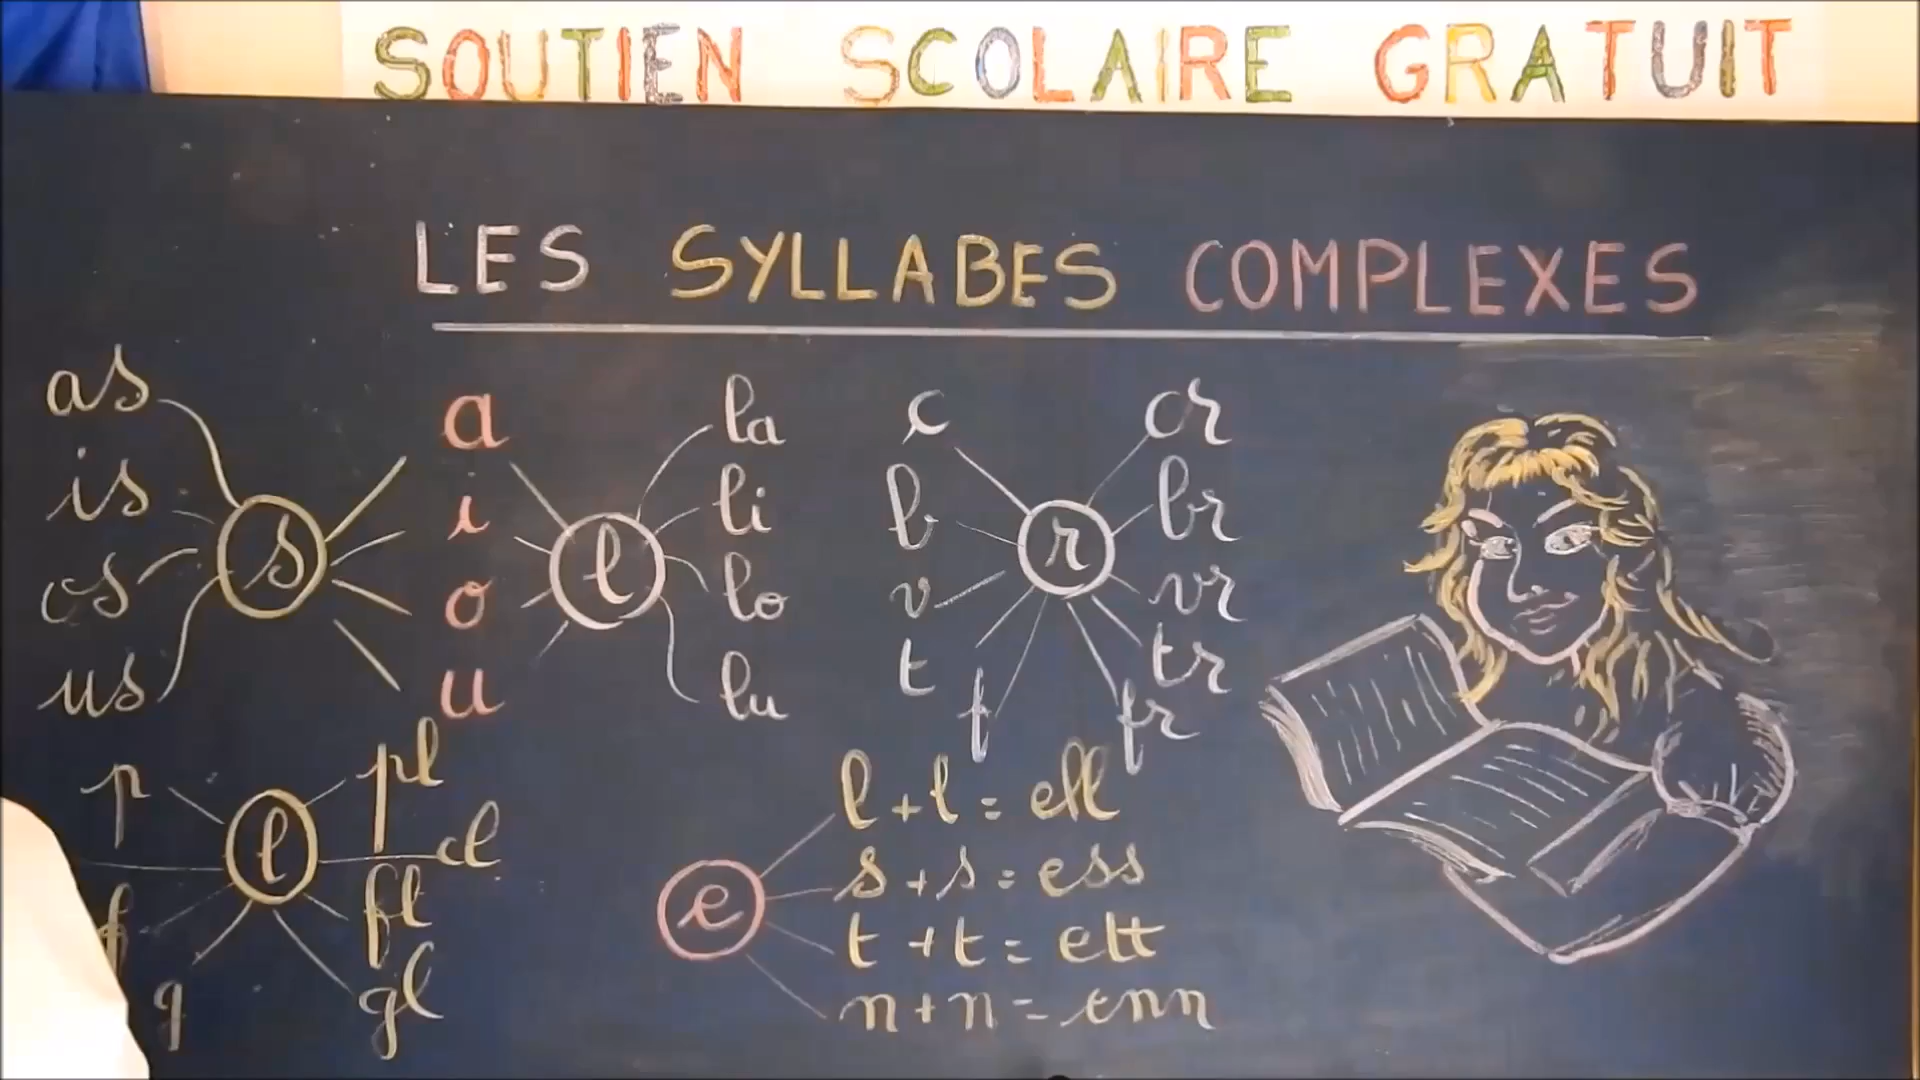 SOUTIEN SCOLAIRE GRATUIT
LES SYLLABES COMPLEXES
as
is
os
us
s
a
i
o
u
l
la
li
lo
lu
c
b
v
t
f
r
cr
br
vr
tr
fr
p
f
g
l
pl
cl
fl
gl
e
l + l = ell
s + s = ess
t + t = ett
n + n = enn